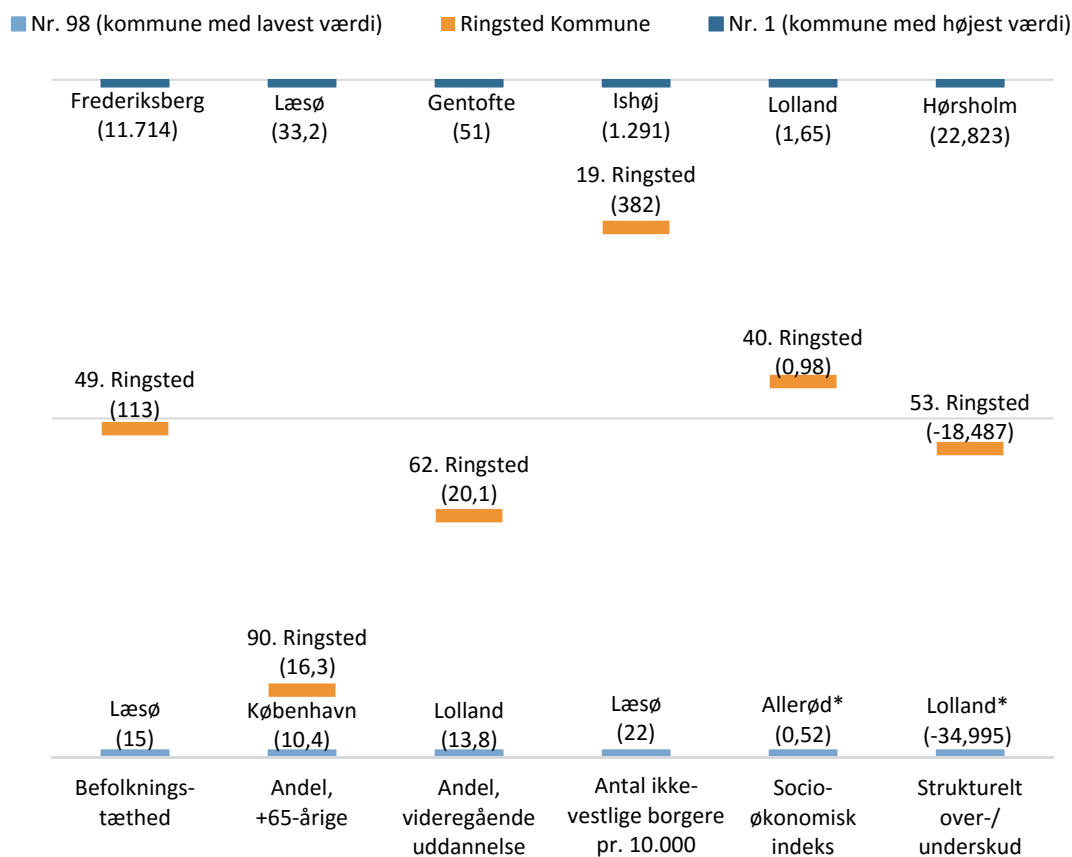 Nr. 98 (kommune med lavest værdi)
Ringsted Kommune
Nr. 1 (kommune med højest værdi)
Frederiksberg
(11.714)
Læsø
(33,2)
Gentofte
(51)
Ishøj
(1.291)
Lolland
(1,65)
Hørsholm
(22,823)
19. Ringsted
(382)
40. Ringsted
(0,98)
49. Ringsted
(113)
53. Ringsted
(-18,487)
62. Ringsted
(20,1)
90. Ringsted
(16,3)
Læsø
(15)
København
(10,4)
Lolland
(13,8)
Læsø
(22)
Allerød*
(0,52)
Lolland*
(-34,995)
Befolknings-
tæthed
Andel,
+65-årige
Andel,
videregående
uddannelse
Antal ikke-
vestlige borgere
pr. 10.000
Socio-
økonomisk
indeks
Strukturelt
over-/
underskud